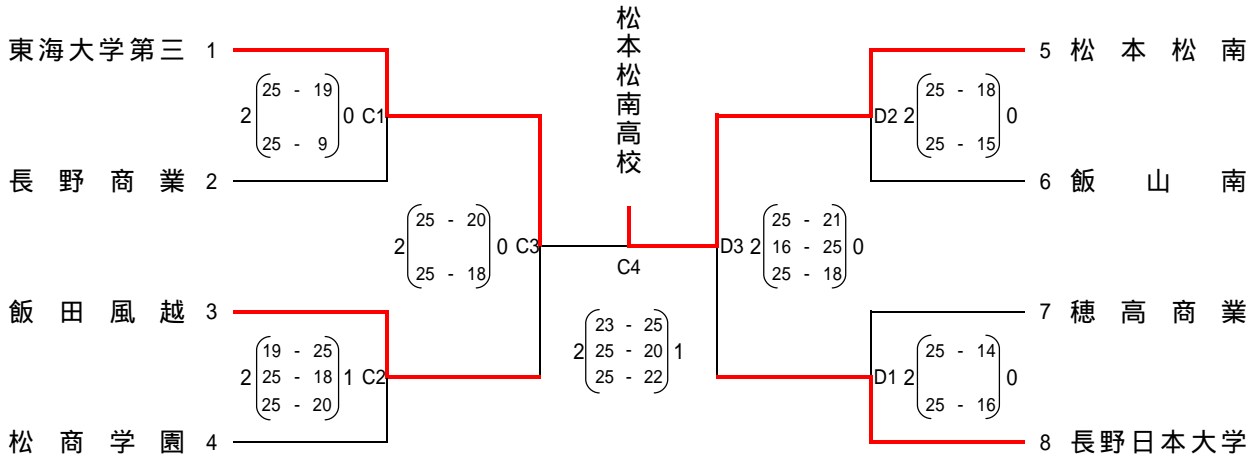 松本松南高校
東海大学第三 1
2 25 - 19 0 C1
25 - 9
長野商業 2
2 25 - 20 0 C3
25 - 18
飯田風越 3
2 19 - 25 1 C2
25 - 18
25 - 20
松商学園 4
C4
2 23 - 25 1
25 - 20
25 - 22
5 松本松南
D2 2 25 - 18 0
25 - 15
6 飯山南
D3 2 25 - 21 0
16 - 25
25 - 18
7 穂高商業
D1 2 25 - 14 0
25 - 16
8 長野日本大学